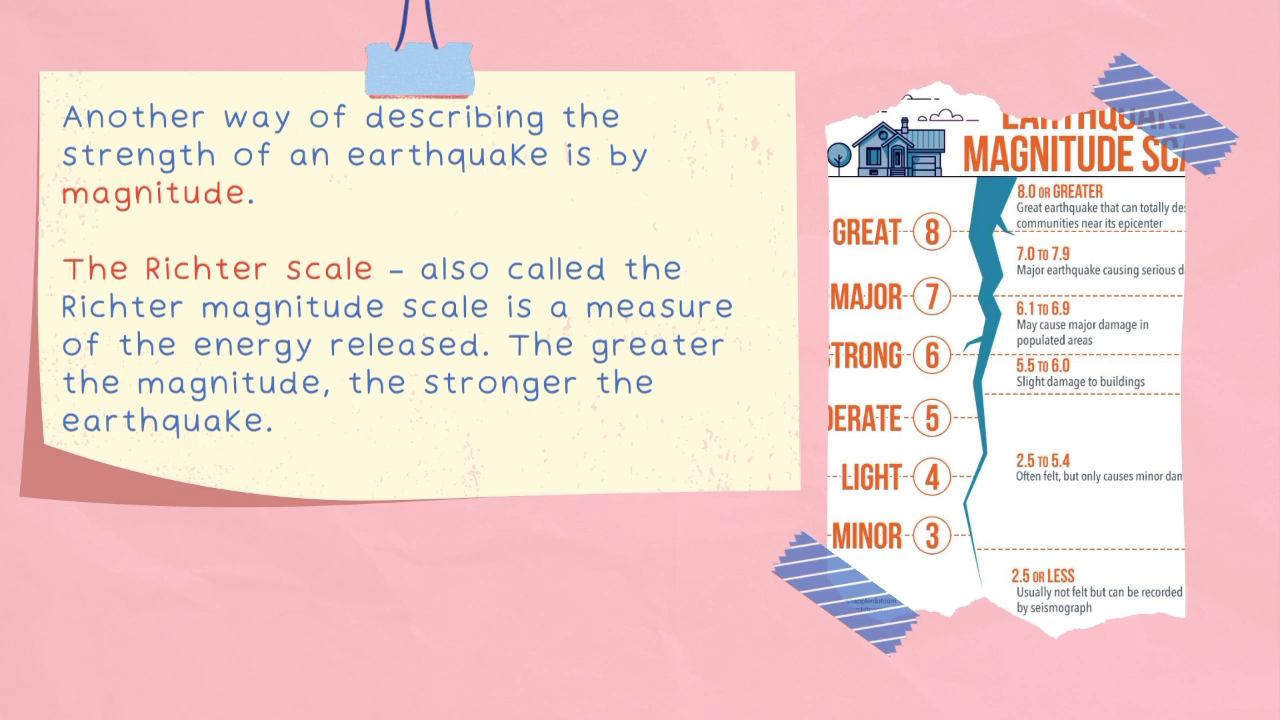 Another way of describing the
strength of an earthquake is by
magnitude.
The Richter scale – also called the
Richter magnitude scale is a measure
of the energy released. The greater
the magnitude, the stronger the
earthquake.
MAGNITUDE
8.0 OR GREATER
Great earthquake that can totally
communities near its epicenter
GREAT 8
7.0 TO 7.9
Major earthquake causing serious
MAJOR 7
6.1 TO 6.9
May cause major damage in
populated areas
6
5.5 TO 6.0
Slight damage to buildings
5
2.5 TO 5.4
Often felt, but only causes minor
LIGHT 4
MINOR 3
2.5 OR LESS
Usually not felt but can be recorded
by seismograph